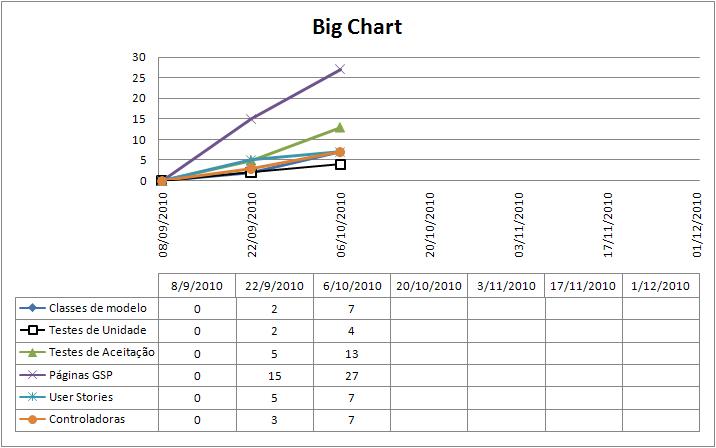 Big Chart
30
25
20
15
10
5
0
08/09/2010
22/09/2010
06/10/2010
20/10/2010
03/11/2010
17/11/2010
01/12/2010
8/9/2010 22/9/2010 6/10/2010 20/10/2010 3/11/2010 17/11/2010 1/12/2010
Classes de modelo 0 2 7
Testes de Unidade 0 2 4
Testes de Aceitação 0 5 13
Páginas GSP 0 15 27
User Stories 0 5 7
Controladoras 0 3 7